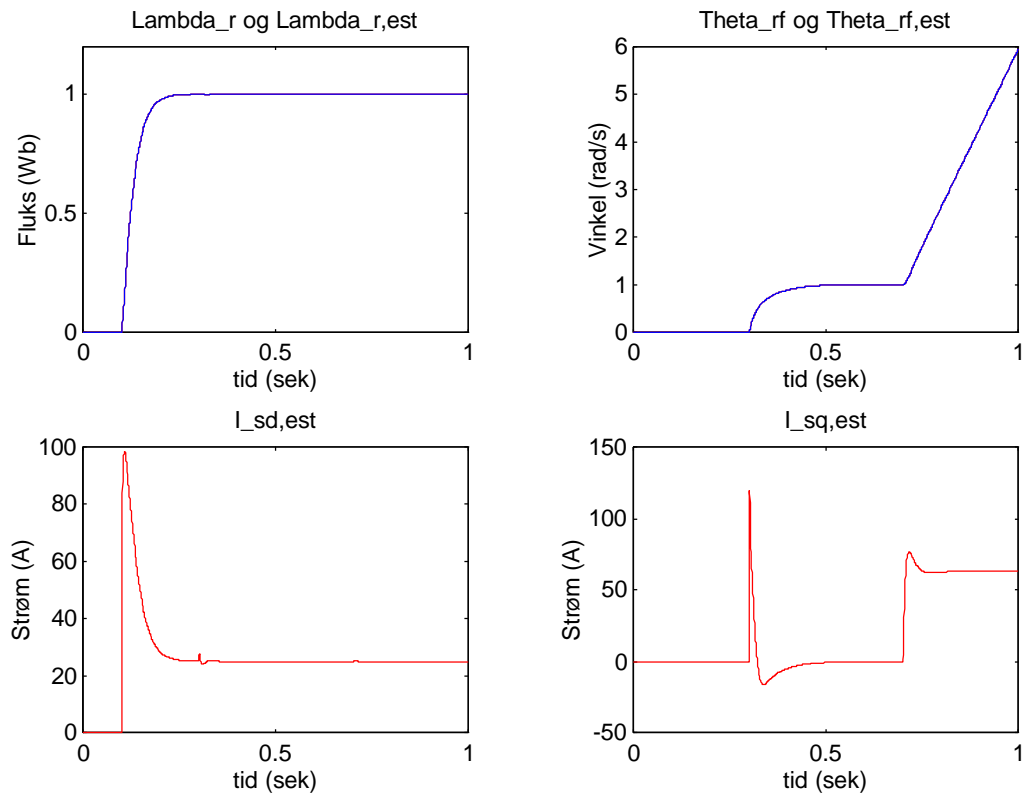 Lambda_r og Lambda_r,est
Fluks (Wb)
1
0.5
0
0
0.5
1
tid (sek)
Theta_rf og Theta_rf,est
Vinkel (rad/s)
6
5
4
3
2
1
0
0
0.5
1
tid (sek)
I_sd,est
Strøm (A)
100
80
60
40
20
0
0
0.5
1
tid (sek)
I_sq,est
Strøm (A)
150
100
50
0
-50
0
0.5
1
tid (sek)